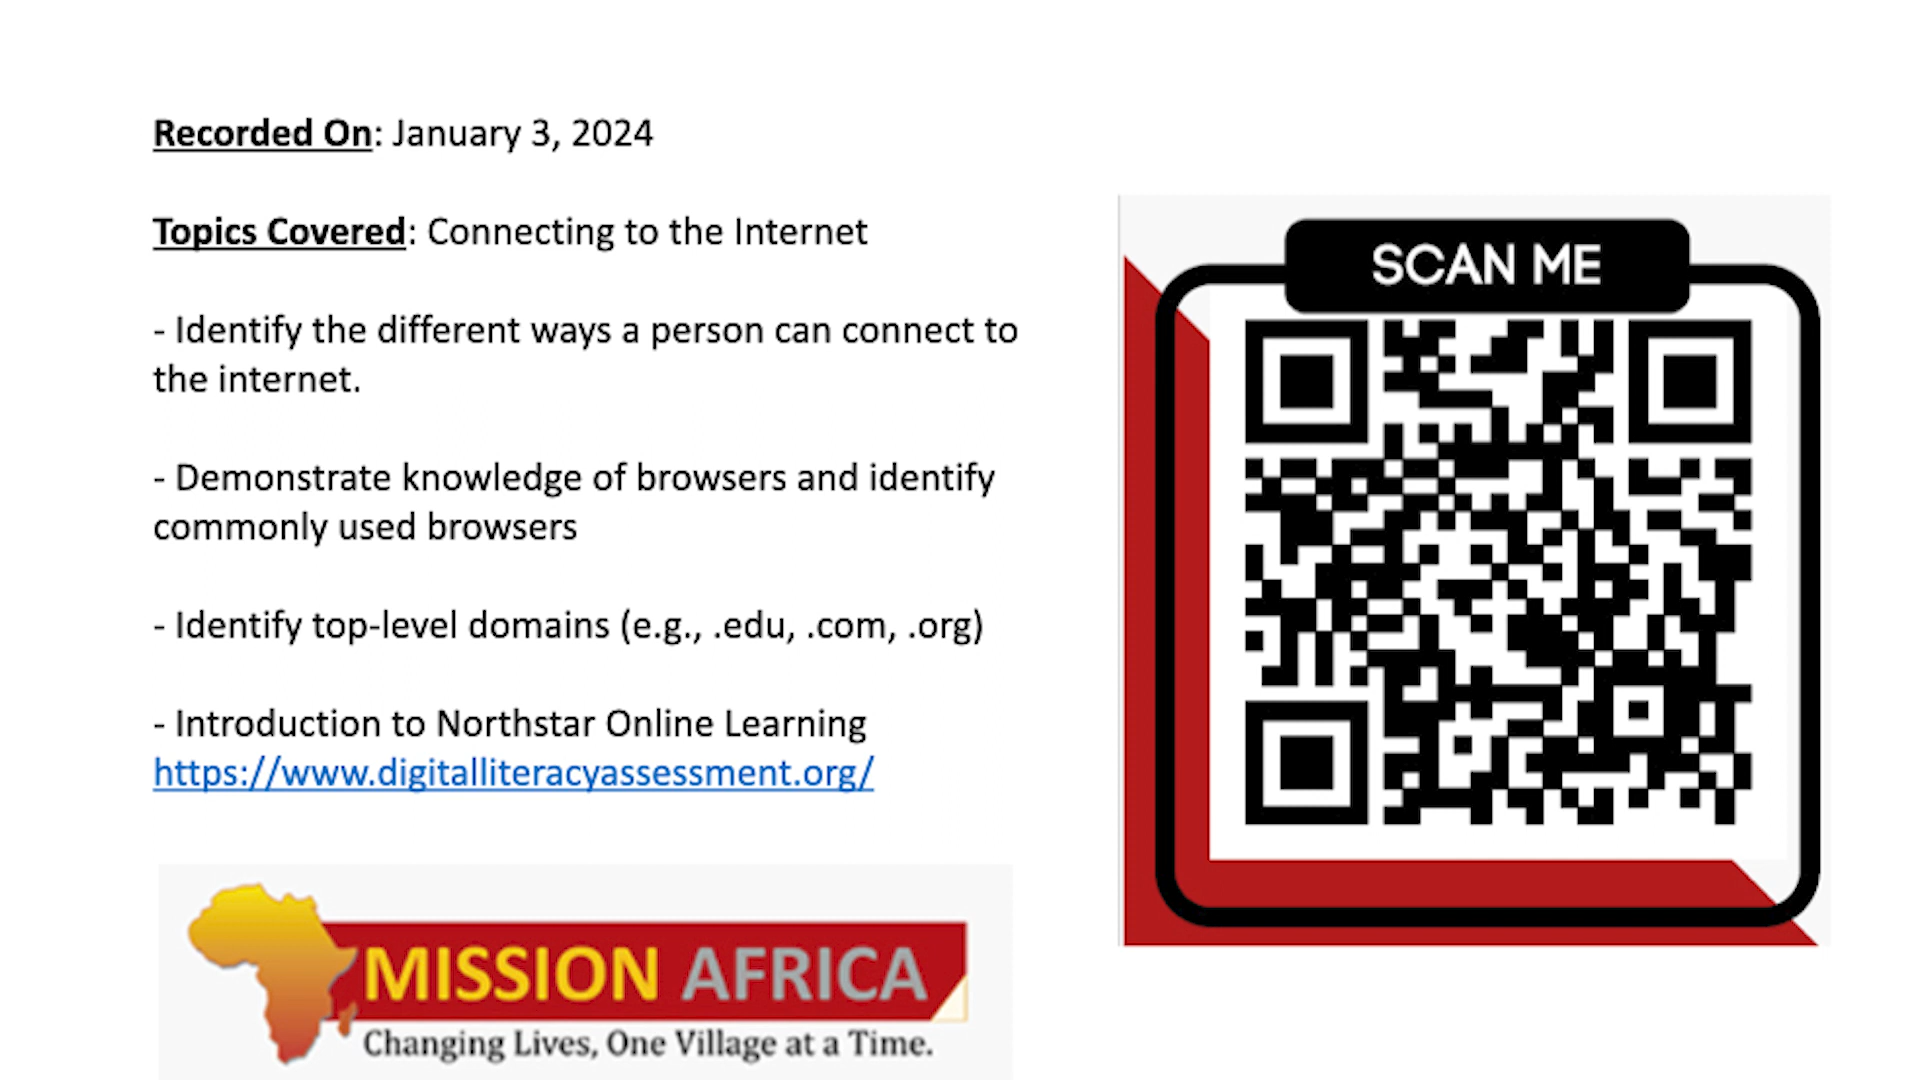 Recorded On: January 3, 2024
Topics Covered: Connecting to the Internet
- Identify the different ways a person can connect to
the internet.
- Demonstrate knowledge of browsers and identify
commonly used browsers
- Identify top-level domains (e.g., .edu, .com, .org)
- Introduction to Northstar Online Learning
https://www.digitalliteracyassessment.org/
MISSION AFRICA
Changing Lives, One Village at a Time.
SCAN ME